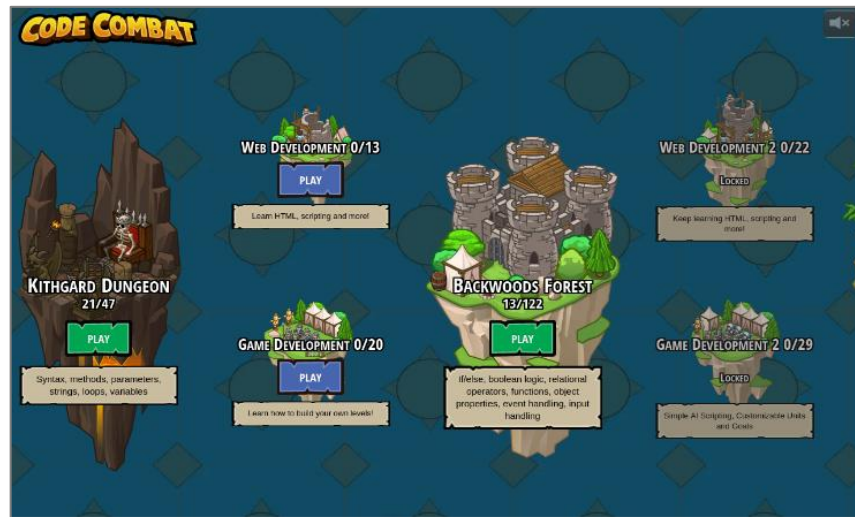 CODE COMBAT
KITHGARD DUNGEON
21/47
PLAY
Syntax, methods, parameters,
strings, loops, variables
WEB DEVELOPMENT 0/13
PLAY
Learn HTML, scripting and more!
GAME DEVELOPMENT 0/20
PLAY
Learn how to build your own levels!
BACKWOODS FOREST
13/122
PLAY
If/else, boolean logic, relational
operators, functions, object
properties, event handling, input
handling
WEB DEVELOPMENT 2 0/22
LOCKED
Keep learning HTML, scripting and
more!
GAME DEVELOPMENT 2 0/29
LOCKED
Simple AI Scripting, Customizable Units
and Goals